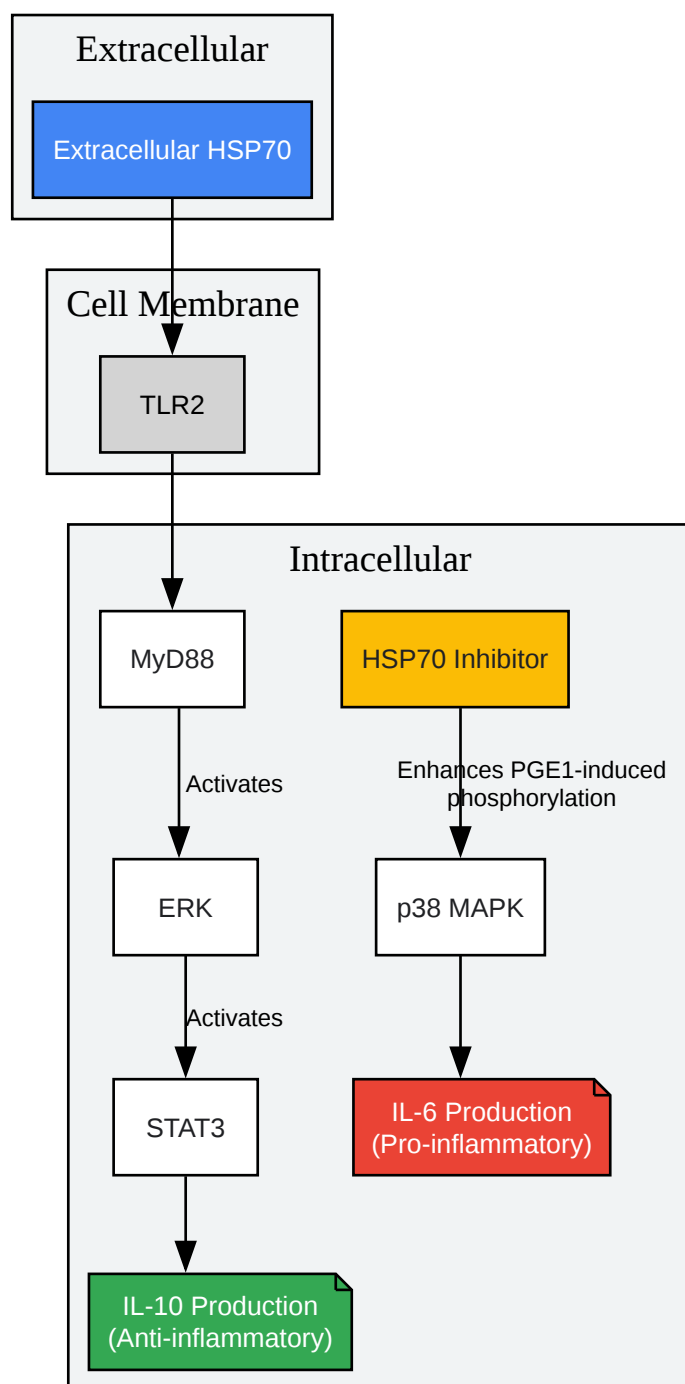 Extracellular
Extracellular HSP70
Cell Membrane
TLR2
Intracellular
MyD88
HSP70 Inhibitor
Activates
Enhances PGE1-induced
phosphorylation
ERK
p38 MAPK
Activates
STAT3
IL-6 Production
(Pro-inflammatory)
IL-10 Production
(Anti-inflammatory)